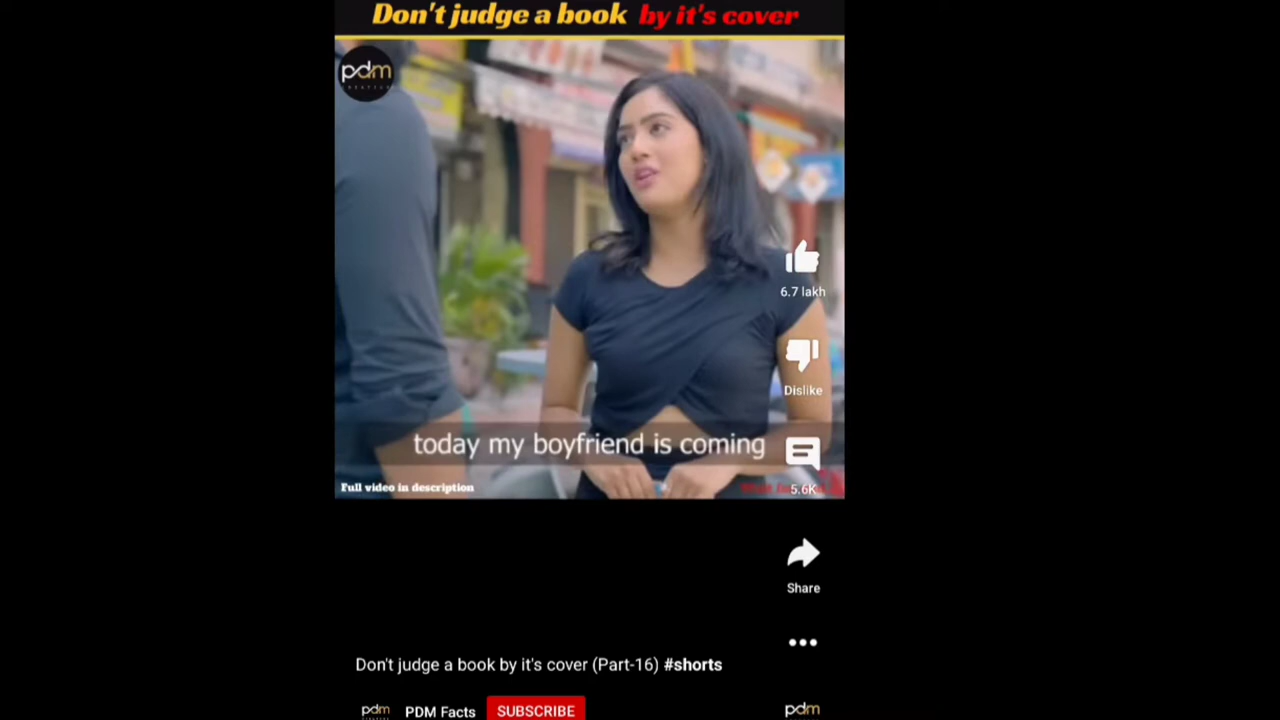 Don't judge a book by it's cover
pdm
6.7 lakh
Dislike
today my boyfriend is coming
Full video in description
5.6K
Share
Don't judge a book by it's cover (Part-16) #shorts
pdm
PDM Facts
SUBSCRIBE
pdm